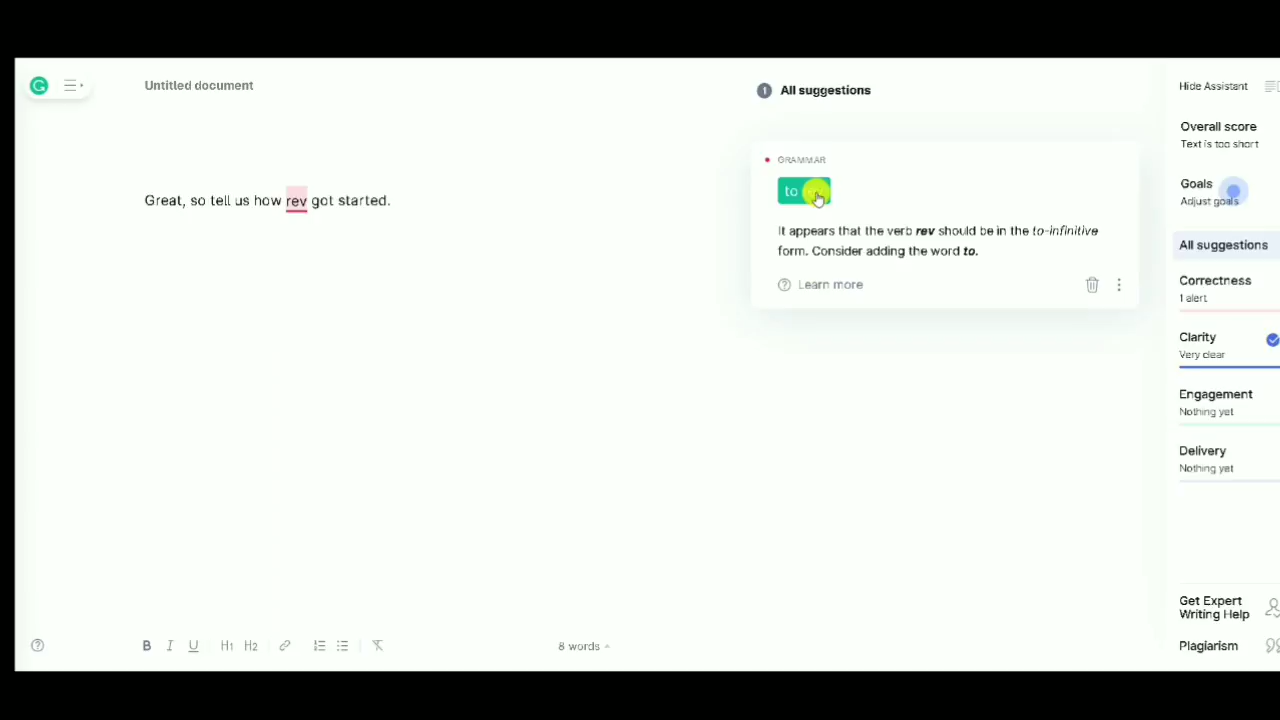 Untitled document
Great, so tell us how rev got started.
1 All suggestions
GRAMMAR
to
It appears that the verb rev should be in the to-infinitive
form. Consider adding the word to.
Learn more
Hide Assistant
Overall score
Text is too short
Goals
Adjust goals
All suggestions
Correctness
1 alert
Clarity
Very clear
Engagement
Nothing yet
Delivery
Nothing yet
Get Expert
Writing Help
Plagiarism
B I U H1 H2
8 words